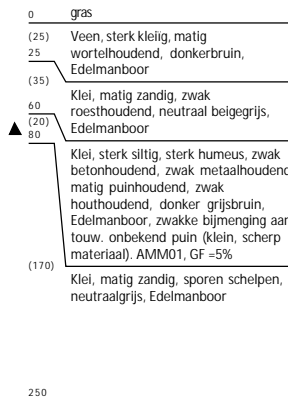 0 gras
(25) Veen, sterk kleiïg, matig
25 wortelhoudend, donkerbruin,
Edelmanboor
(35)
Klei, matig zandig, zwak
60 roesthoudend, neutraal beigegrijs,
(20) Edelmanboor
80
Klei, sterk siltig, sterk humeus, zwak
betonhoudend, zwak metaalhoudend
matig puinhoudend, zwak
houthoudend, donker grijsbruin,
Edelmanboor, zwakke bijmenging aan
touw. onbekend puin (klein, scherp
(170) materiaal). AMM01, GF =5%
Klei, matig zandig, sporen schelpen,
neutraalgrijs, Edelmanboor
250